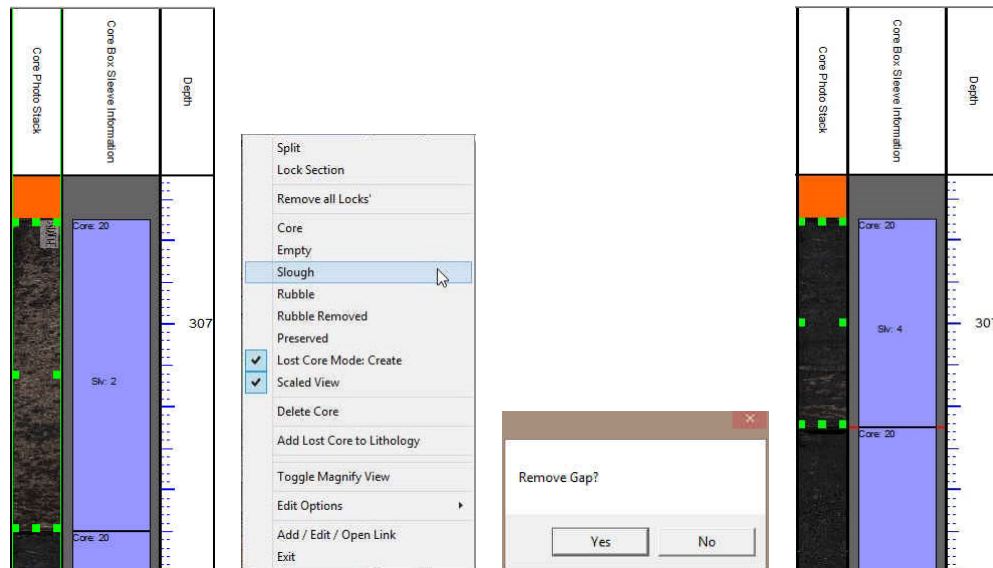 Core Photo Stack
Core Box Sleeve Information
Depth
Core: 20
Slv: 2
Core: 20
307
Split
Lock Section
Remove all Locks'
Core
Empty
Slough
Rubble
Rubble Removed
Preserved
Lost Core Mode: Create
Scaled View
Delete Core
Add Lost Core to Lithology
Toggle Magnify View
Edit Options
Add / Edit / Open Link
Exit
Remove Gap?
Yes
No
Core Photo Stack
Core Box Sleeve Information
Depth
Core: 20
Slv: 4
Core: 20